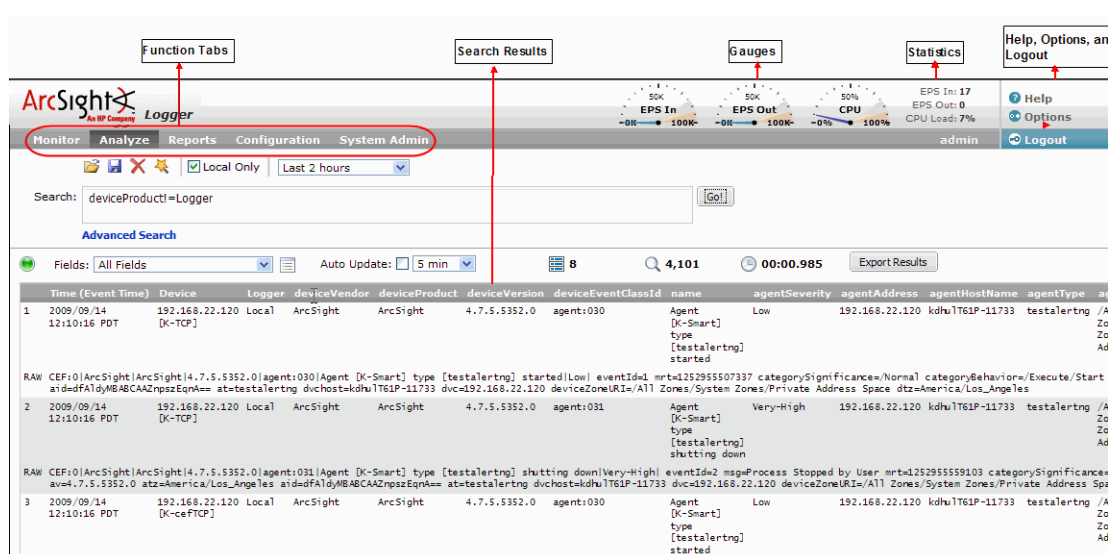 Function Tabs
Search Results
Gauges
Statistics
Help, Options, an
Logout
ArcSight
An HP Company
Logger
50K
EPS In
-0K 100K-
50K
EPS Out
-0K 100K-
50%
CPU
-0% 100%
EPS In: 17
EPS Out: 0
CPU Load: 7%
Help
Options
Logout
Monitor Analyze Reports Configuration System Admin
admin
Local Only Last 2 hours
Search: deviceProduct!=Logger
Go!
Advanced Search
Fields: All Fields Auto Update: 5 min 8 4,101 00:00.985 Export Results
Time (Event Time) Device Logger deviceVendor deviceProduct deviceVersion deviceEventClassId name agentSeverity agentAddress agentHostName agentType ag
1 2009/09/14 192.168.22.120 Local ArcSight ArcSight 4.7.5.5352.0 agent:030 Agent Low 192.168.22.120 kdhulT61P-11733 testalertng /A
12:10:16 PDT [K-TCP] [K-Smart] Zo
type Zo
[testalertng] Ad
started
RAW CEF:0|ArcSight|ArcSight|4.7.5.5352.0|agent:030|Agent [K-Smart] type [testalertng] started|Low| eventId=1 mrt=1252955507337 categorySignificance=/Normal categoryBehavior=/Execute/Start
aid=dfAldyMBABCAAZnpszEqnA== at=testalertng dvchost=kdhulT61P-11733 dvc=192.168.22.120 deviceZoneURI=/All Zones/System Zones/Private Address Space dtz=America/Los_Angeles
2 2009/09/14 192.168.22.120 Local ArcSight ArcSight 4.7.5.5352.0 agent:031 Agent Very-High 192.168.22.120 kdhulT61P-11733 testalertng /A
12:10:16 PDT [K-TCP] [K-Smart] Zo
type Zo
[testalertng] Ad
shutting down
RAW CEF:0|ArcSight|ArcSight|4.7.5.5352.0|agent:031|Agent [K-Smart] type [testalertng] shutting down|Very-High| eventId=2 msg=Process Stopped by User mrt=1252955559103 categorySignificance=
av=4.7.5.5352.0 atz=America/Los_Angeles aid=dfAldyMBABCAAZnpszEqnA== at=testalertng dvchost=kdhulT61P-11733 dvc=192.168.22.120 deviceZoneURI=/All Zones/System Zones/Private Address Spa
3 2009/09/14 192.168.22.120 Local ArcSight ArcSight 4.7.5.5352.0 agent:030 Agent Low 192.168.22.120 kdhulT61P-11733 testalertng /A
12:10:16 PDT [K-cefTCP] [K-Smart] Zo
type Zo
[testalertng] Ad
started